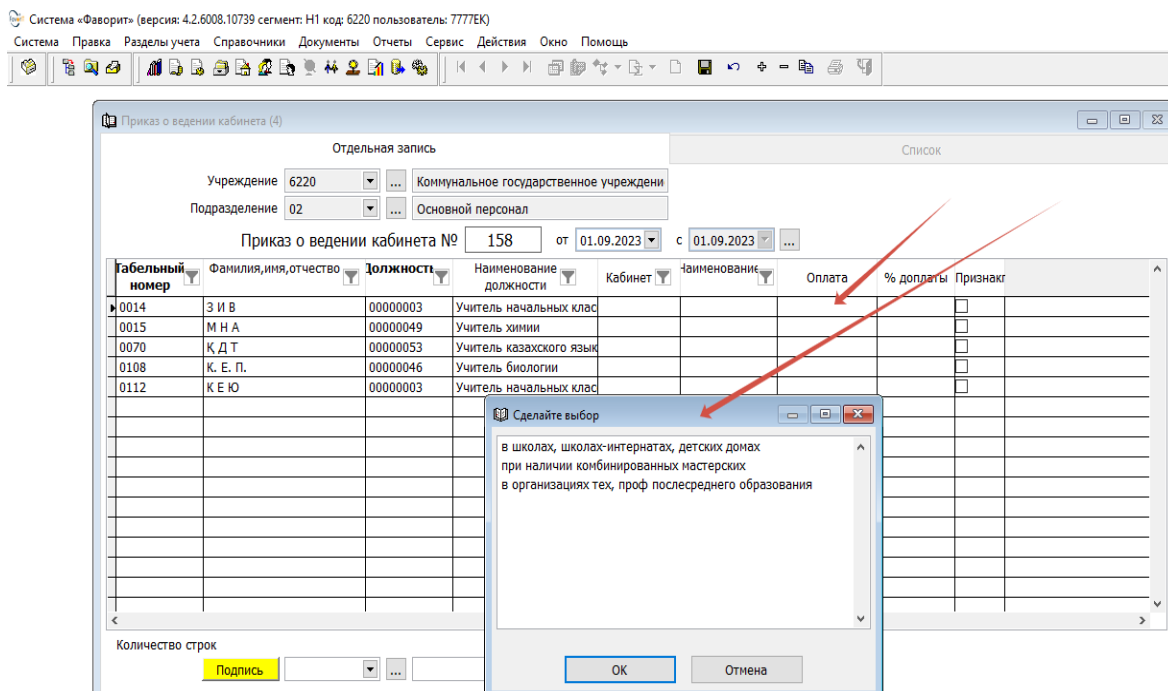 Система «Фаворит» (версия: 4.2.6008.10739 сегмент: H1 код: 6220 пользователь: 7777ЕК)
Система Правка Разделы учета Справочники Документы Отчеты Сервис Действия Окно Помощь
Приказ о ведении кабинета (4)
Отдельная запись Список
Учреждение 6220 ... Коммунальное государственное учреждени
Подразделение 02 ... Основной персонал
Приказ о ведении кабинета № 158 от 01.09.2023 с 01.09.2023 ...
Табельный номер Фамилия,имя,отчество Должность Наименование должности Кабинет Наименование Оплата % доплаты Признак
0014 З И В 00000003 Учитель начальных клас
0015 М Н А 00000049 Учитель химии
0070 Қ Д Т 00000053 Учитель казахского язык
0108 К. Е. П. 00000046 Учитель биологии
0112 К Е Ю 00000003 Учитель начальных клас
Сделайте выбор
в школах, школах-интернатах, детских домах
при наличии комбинированных мастерских
в организациях тех, проф послесреднего образования
Количество строк
Подпись ...
ОК Отмена